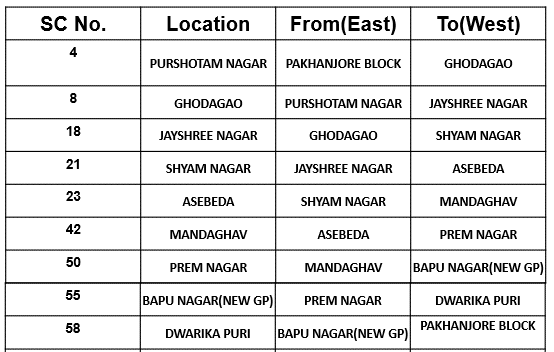 SC No. Location From(East) To(West)
4 PURSHOTAM NAGAR PAKHANJORE BLOCK GHODAGAO
8 GHODAGAO PURSHOTAM NAGAR JAYSHREE NAGAR
18 JAYSHREE NAGAR GHODAGAO SHYAM NAGAR
21 SHYAM NAGAR JAYSHREE NAGAR ASEBEDA
23 ASEBEDA SHYAM NAGAR MANDAGHAV
42 MANDAGHAV ASEBEDA PREM NAGAR
50 PREM NAGAR MANDAGHAV BAPU NAGAR(NEW GP)
55 BAPU NAGAR(NEW GP) PREM NAGAR DWARIKA PURI
58 DWARIKA PURI BAPU NAGAR(NEW GP) PAKHANJORE BLOCK